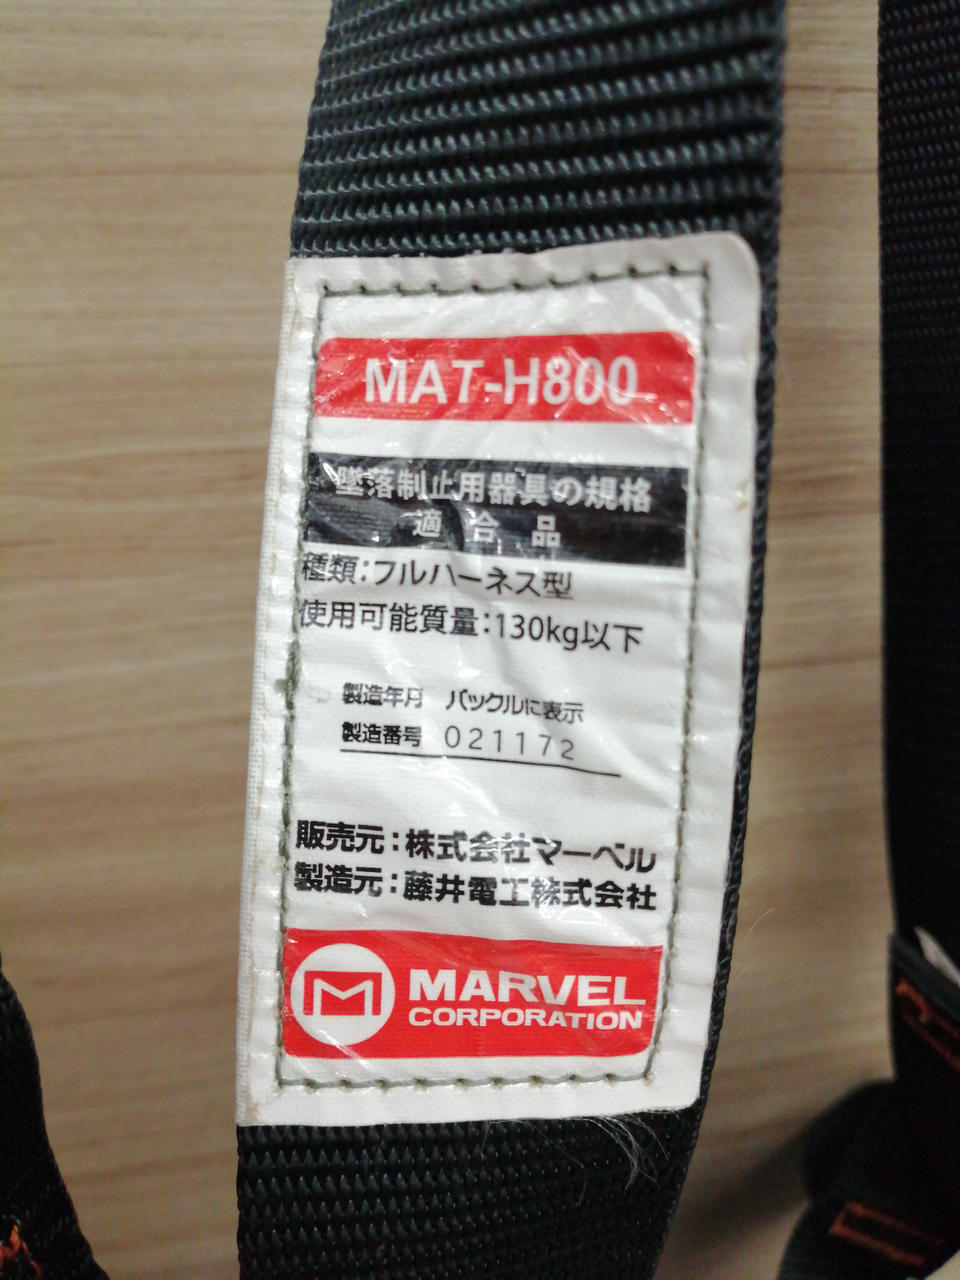 MAT-H800
墜落制止用器具の規格
適合品
種類:フルハーネス型
使用可能質量:130kg以下
製造年月 バックルに表示
製造番号 021172
販売元:株式会社マーベル
製造元:藤井電工株式会社
M MARVEL
CORPORATION